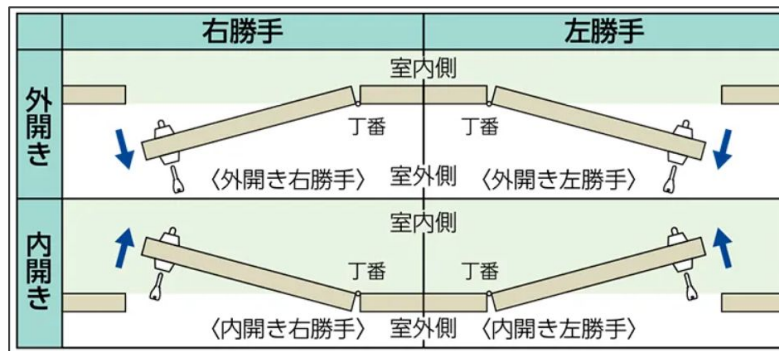 右勝手
左勝手
外開き
室内側
丁番
丁番
〈外開き右勝手〉
室外側
〈外開き左勝手〉
内開き
室内側
丁番
丁番
〈内開き右勝手〉
室外側
〈内開き左勝手〉